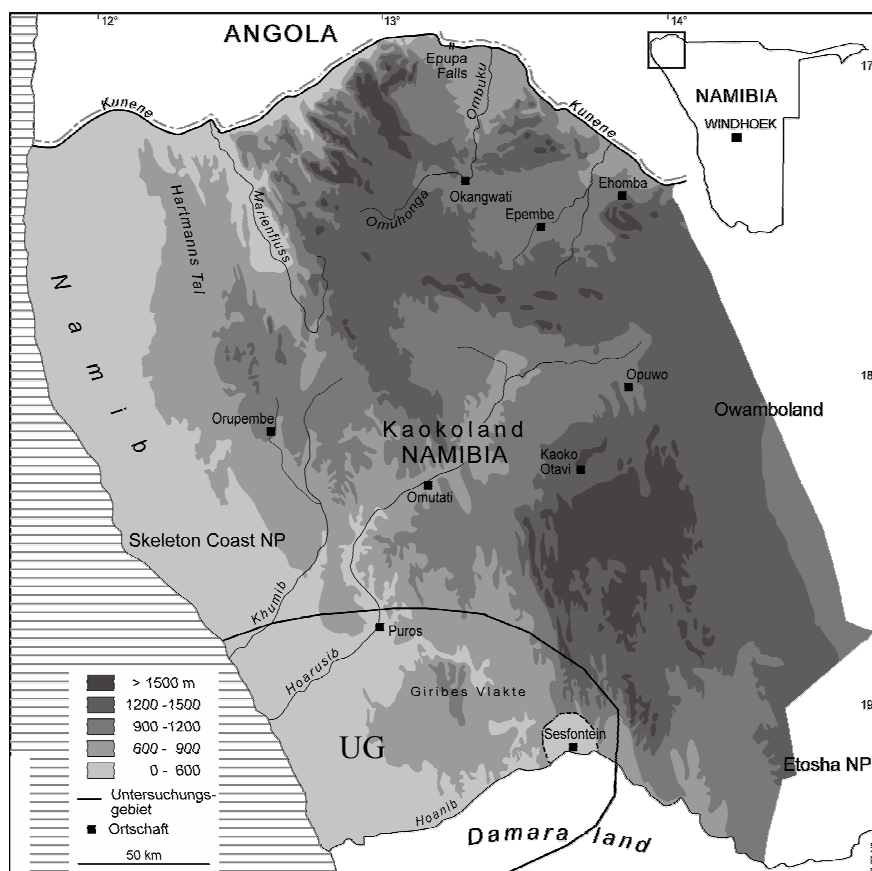 12°
13°
14°
ANGOLA
Epupa
Falls
Ombuku
Kunene
Kunene
17
NAMIBIA
WINDHOEK
Okangwati
Omuhonga
Ehomba
Epembe
Marienfluss
Hartmanns Tal
Namib
18
Opuwo
Owamboland
Orupembe
Kaokoland
NAMIBIA
Kaoko
Otavi
Omutati
Skeleton Coast NP
Khumib
Puros
Hoarusib
Giribes Vlakte
19
UG
Sesfontein
Etosha NP
Hoanib
Damara land
> 1500 m
1200 -1500
900 -1200
600 - 900
0 - 600
Untersuchungs-
gebiet
Ortschaft
50 km